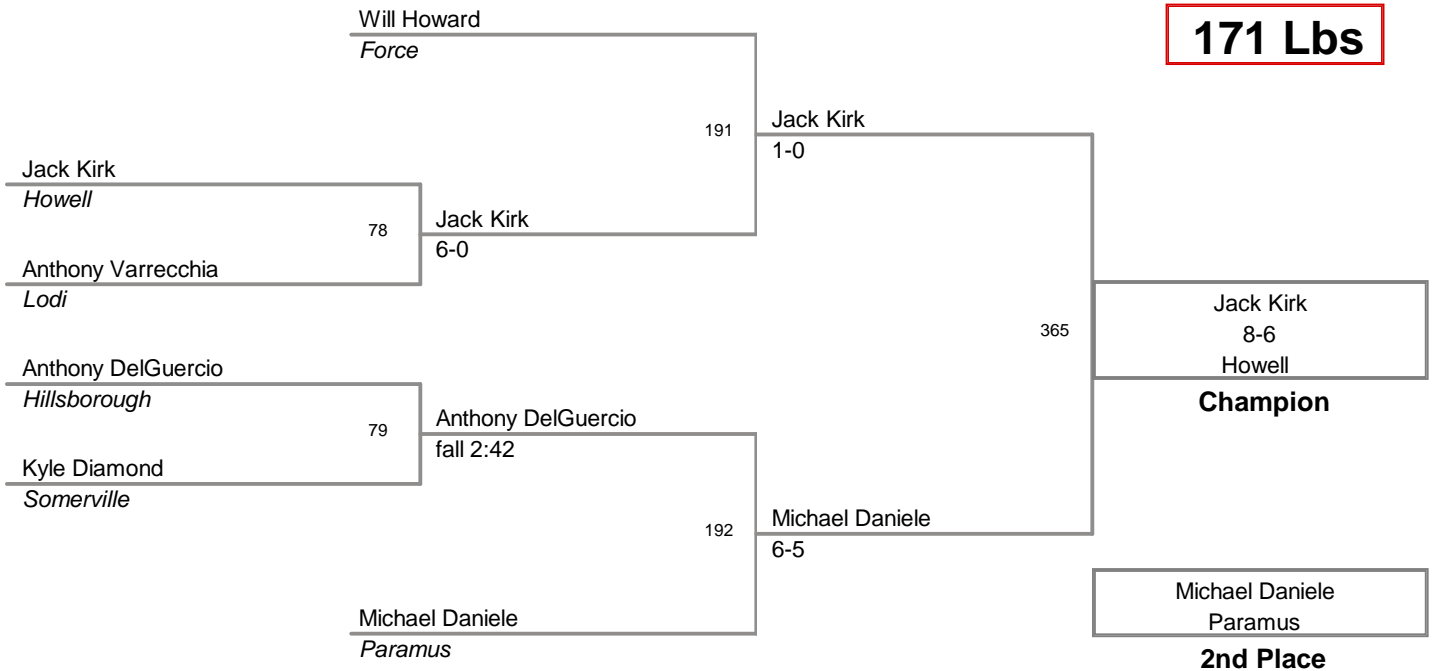 Will Howard
Force
171 Lbs
191
Jack Kirk
1-0
Jack Kirk
Howell
78
Jack Kirk
6-0
Anthony Varrecchia
Lodi
365
Jack Kirk
8-6
Howell
Champion
Anthony DelGuercio
Hillsborough
79
Anthony DelGuercio
fall 2:42
Kyle Diamond
Somerville
192
Michael Daniele
6-5
Michael Daniele
Paramus
Michael Daniele
Paramus
2nd Place